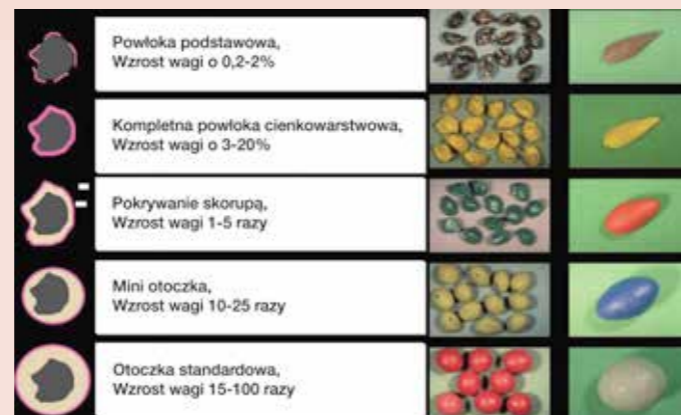 Powłoka podstawowa,
Wzrost wagi o 0,2-2%
Kompletna powłoka cienkowarstwowa,
Wzrost wagi o 3-20%
Pokrywanie skorupą,
Wzrost wagi 1-5 razy
Mini otoczka,
Wzrost wagi 10-25 razy
Otoczka standardowa,
Wzrost wagi 15-100 razy